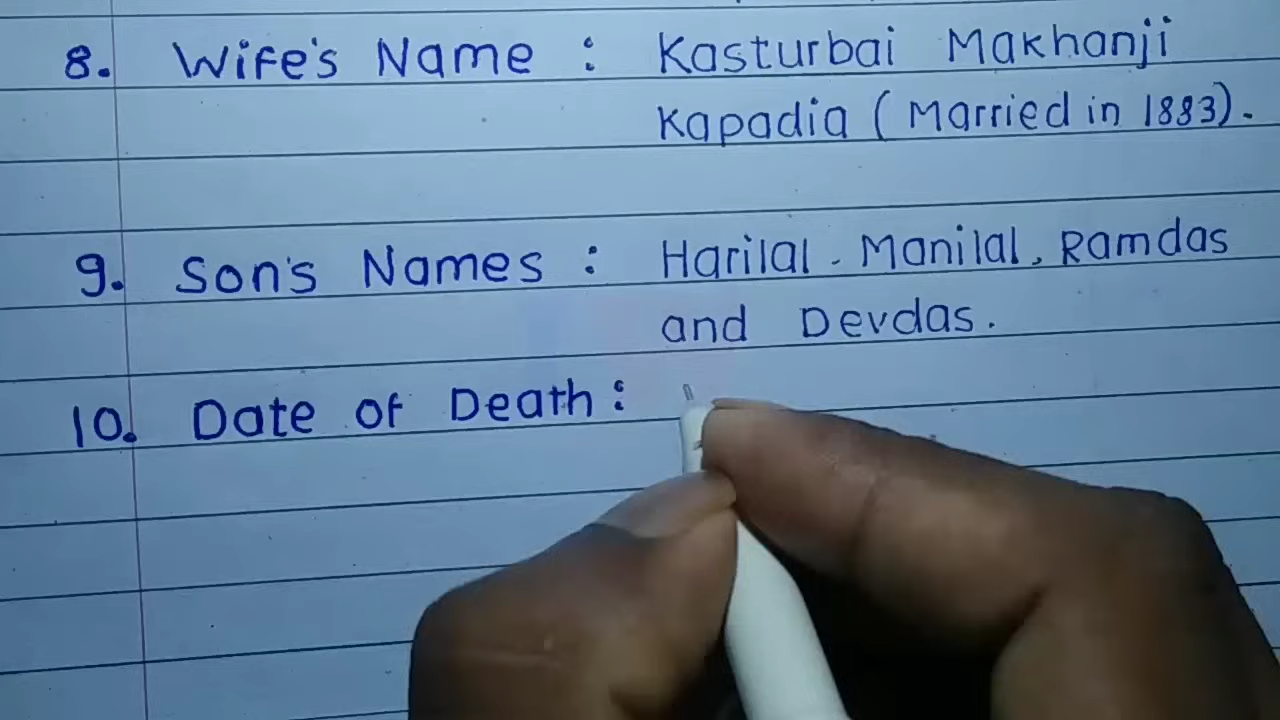 8. Wife's Name : Kasturbai Makhanji
Kapadia (Married in 1883).
9. Son's Names : Harilal. Manilal, Ramdas
and Devdas.
10. Date of Death :